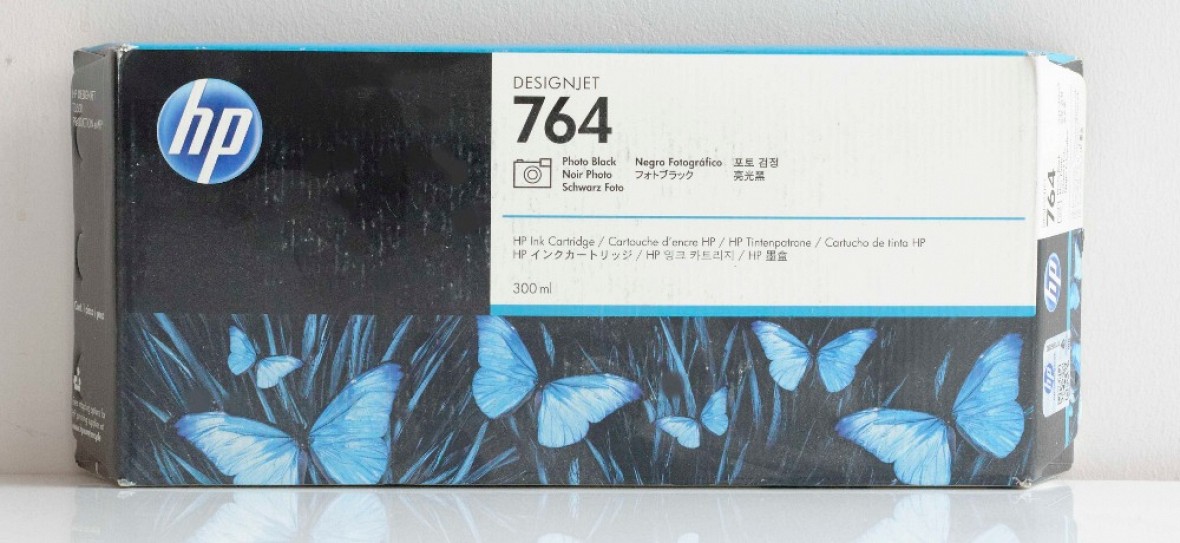 hp
DESIGNJET
764
Photo Black
Noir Photo
Schwarz Foto
Negro Fotográfico
フォトブラック
포토 검정
亮光黑
HP Ink Cartridge / Cartouche d'encre HP / HP Tintenpatrone / Cartucho de tinta HP
HP インクカートリッジ / HP 잉크 카트리지 / HP 墨盒
300 ml
764
hp
hp